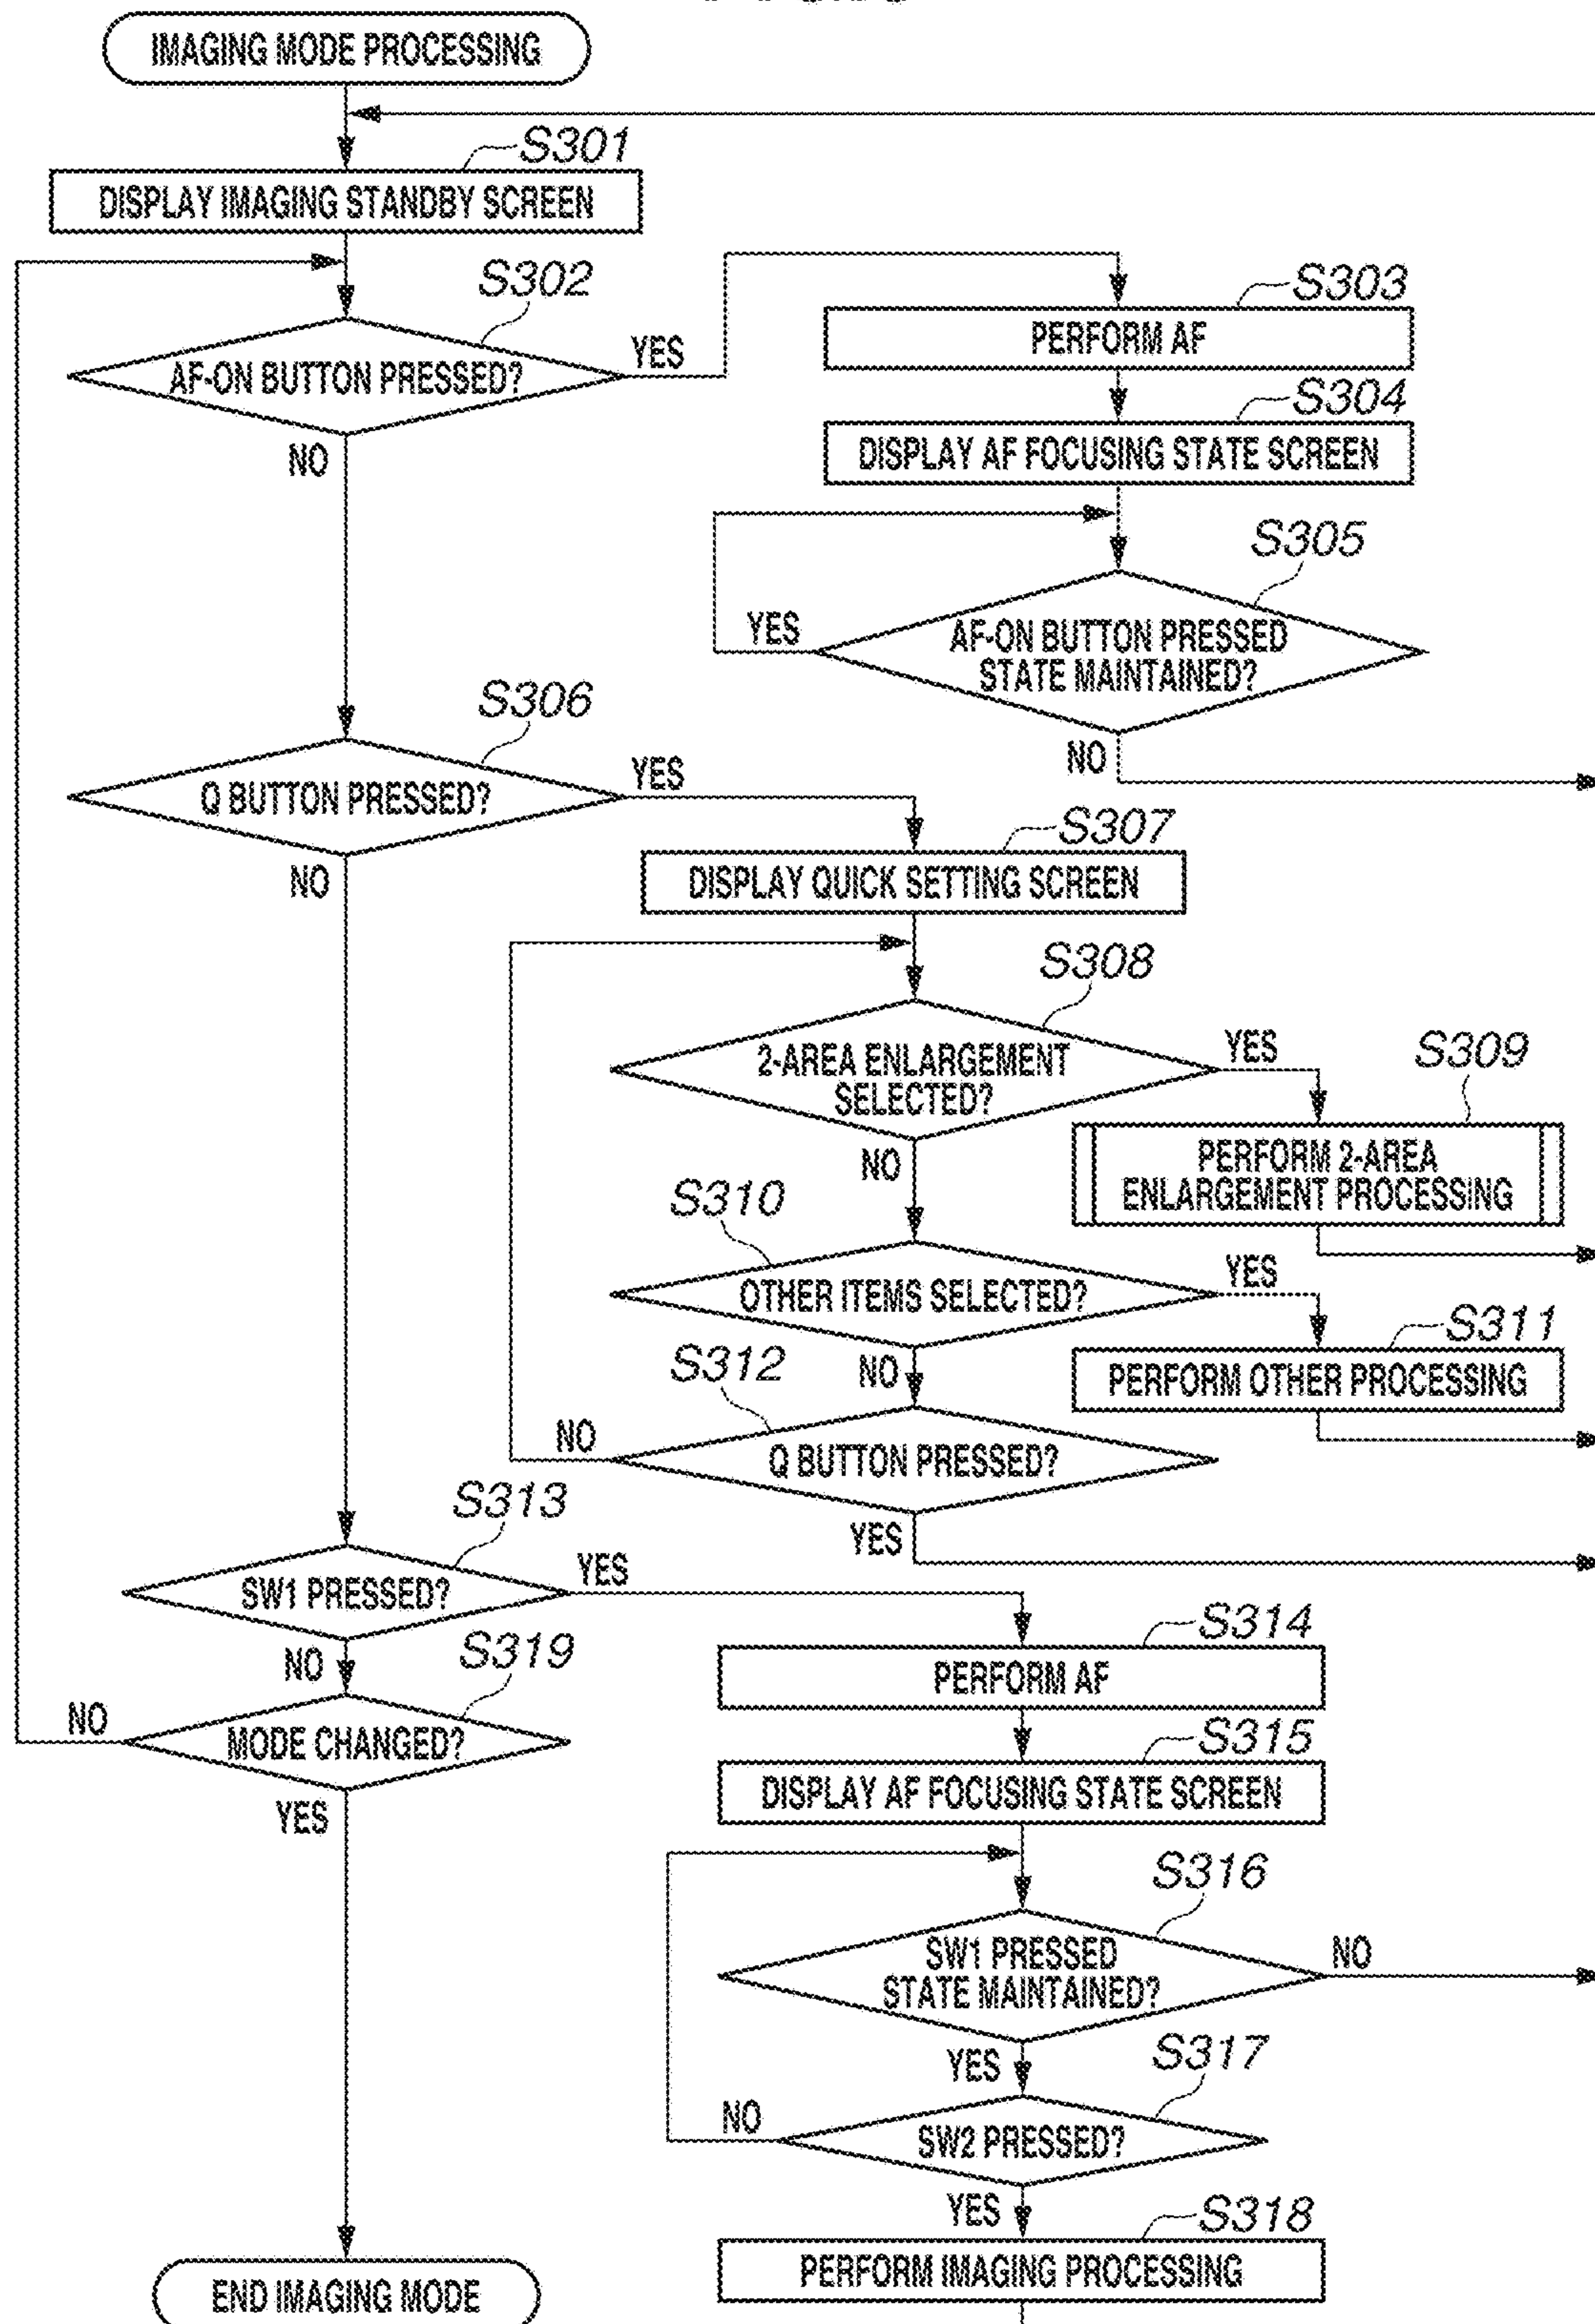 IMAGING MODE PROCESSING
S301
DISPLAY IMAGING STANDBY SCREEN
S302
AF-ON BUTTON PRESSED?
YES
NO
S303
PERFORM AF
S304
DISPLAY AF FOCUSING STATE SCREEN
S305
AF-ON BUTTON PRESSED
STATE MAINTAINED?
YES
NO
S306
Q BUTTON PRESSED?
YES
NO
S307
DISPLAY QUICK SETTING SCREEN
S308
2-AREA ENLARGEMENT
SELECTED?
YES
NO
S309
PERFORM 2-AREA
ENLARGEMENT PROCESSING
S310
OTHER ITEMS SELECTED?
YES
NO
S311
PERFORM OTHER PROCESSING
S312
Q BUTTON PRESSED?
NO
YES
S313
SW1 PRESSED?
YES
NO
S314
PERFORM AF
S315
DISPLAY AF FOCUSING STATE SCREEN
S316
SW1 PRESSED
STATE MAINTAINED?
NO
YES
S317
SW2 PRESSED?
NO
YES
S318
PERFORM IMAGING PROCESSING
S319
MODE CHANGED?
NO
YES
END IMAGING MODE